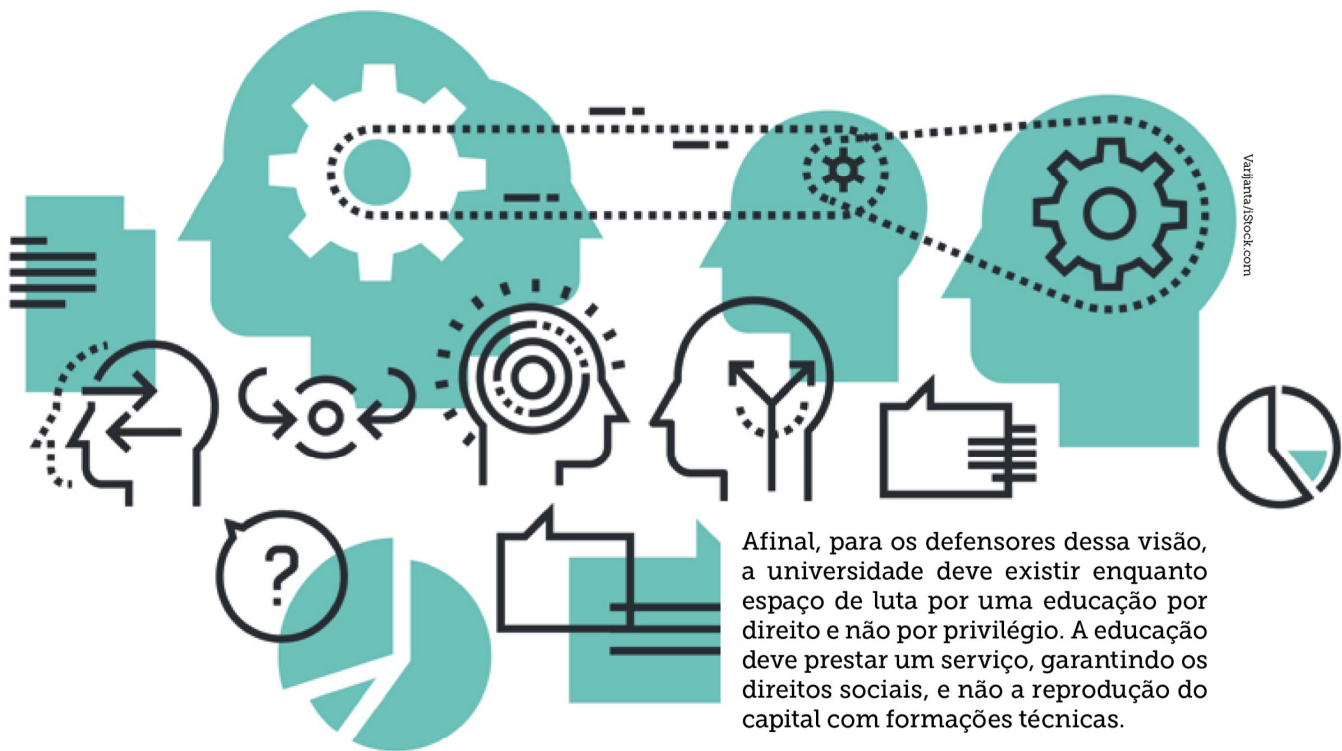 Varijanta/iStock.com
?
Afinal, para os defensores dessa visão,
a universidade deve existir enquanto
espaço de luta por uma educação por
direito e não por privilégio. A educação
deve prestar um serviço, garantindo os
direitos sociais, e não a reprodução do
capital com formações técnicas.